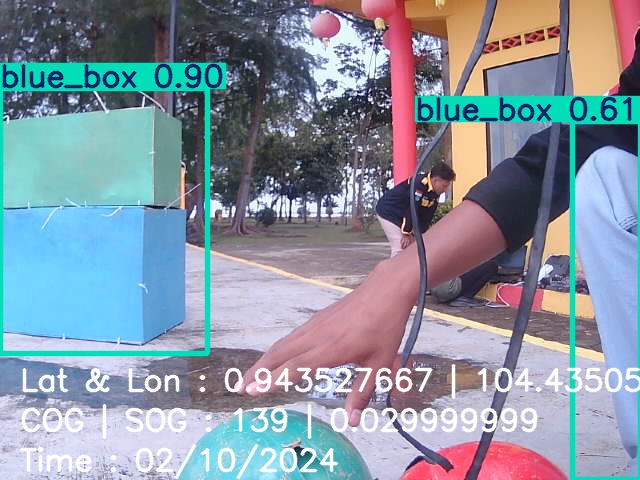 blue_box 0.90
blue_box 0.61
Lat & Lon : 0.943527667 | 104.43505
COG | SOG : 139 | 0.029999999
Time : 02/10/2024